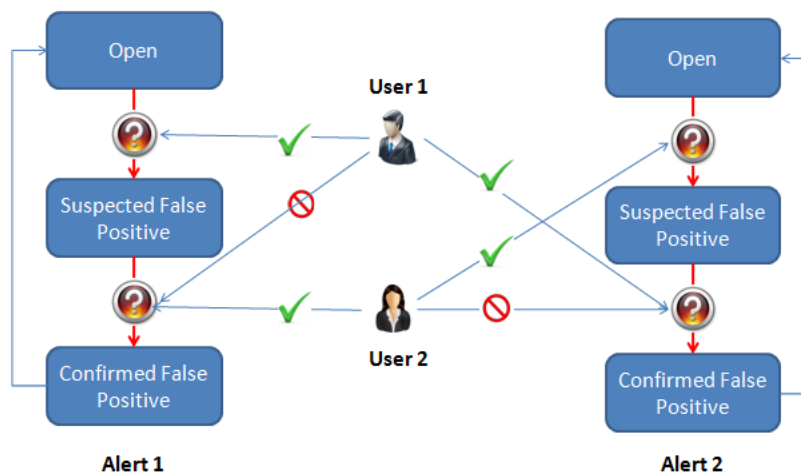 Open
Suspected False
Positive
Confirmed False
Positive
Alert 1
User 1
User 2
Open
Suspected False
Positive
Confirmed False
Positive
Alert 2